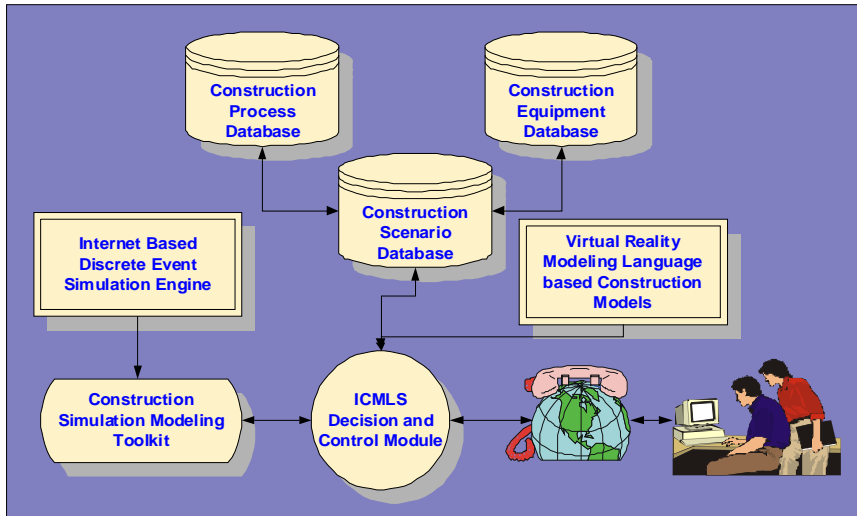 Construction
Process
Database
Construction
Equipment
Database
Construction
Scenario
Database
Internet Based
Discrete Event
Simulation Engine
Virtual Reality
Modeling Language
based Construction
Models
Construction
Simulation Modeling
Toolkit
ICMLS
Decision and
Control Module